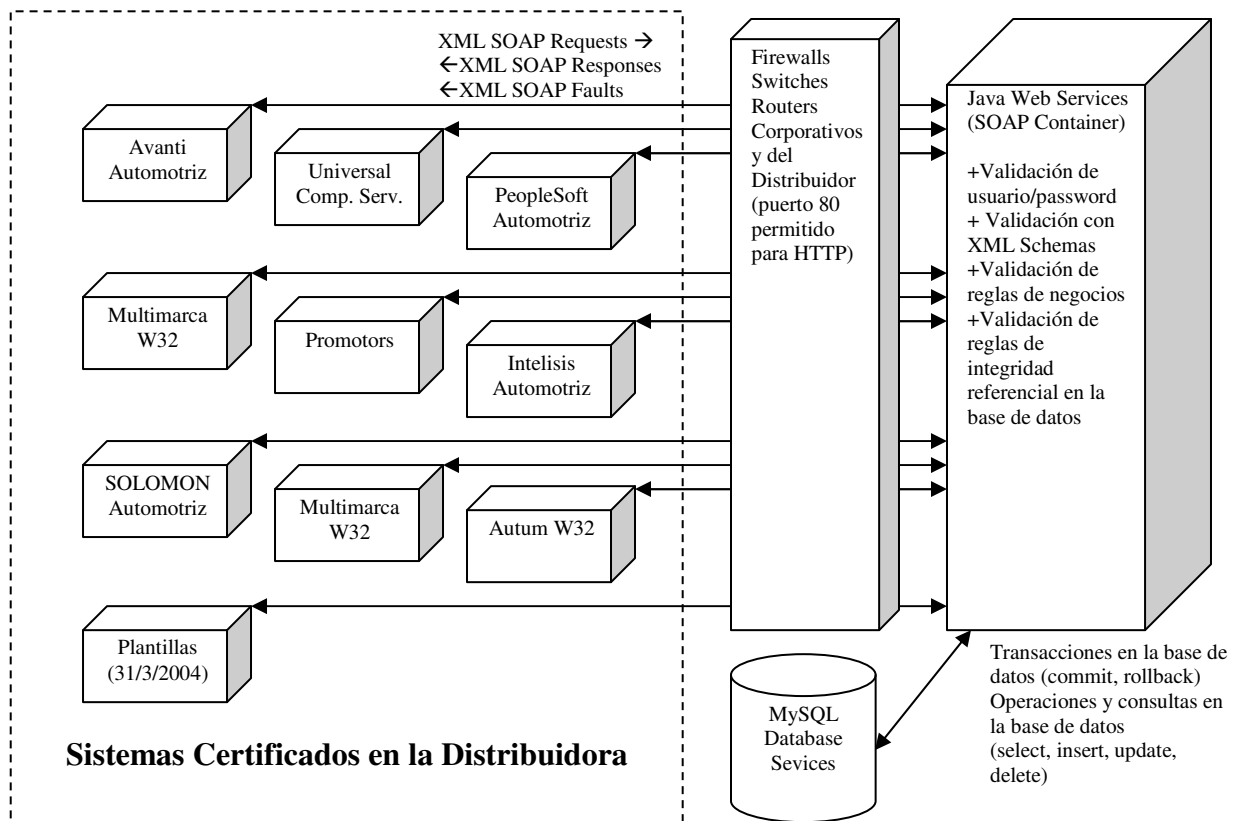 XML SOAP Requests →
←XML SOAP Responses
←XML SOAP Faults
Avanti
Automotriz
Universal
Comp. Serv.
PeopleSoft
Automotriz
Multimarca
W32
Promotors
Intelisis
Automotriz
SOLOMON
Automotriz
Multimarca
W32
Autum W32
Plantillas
(31/3/2004)
Sistemas Certificados en la Distribuidora
Firewalls
Switches
Routers
Corporativos
y del
Distribuidor
(puerto 80
permitido
para HTTP)
Java Web Services
(SOAP Container)
+Validación de
usuario/password
+ Validación con
XML Schemas
+Validación de
reglas de negocios
+Validación de
reglas de
integridad
referencial en la
base de datos
MySQL
Database
Sevices
Transacciones en la base de
datos (commit, rollback)
Operaciones y consultas en
la base de datos
(select, insert, update,
delete)